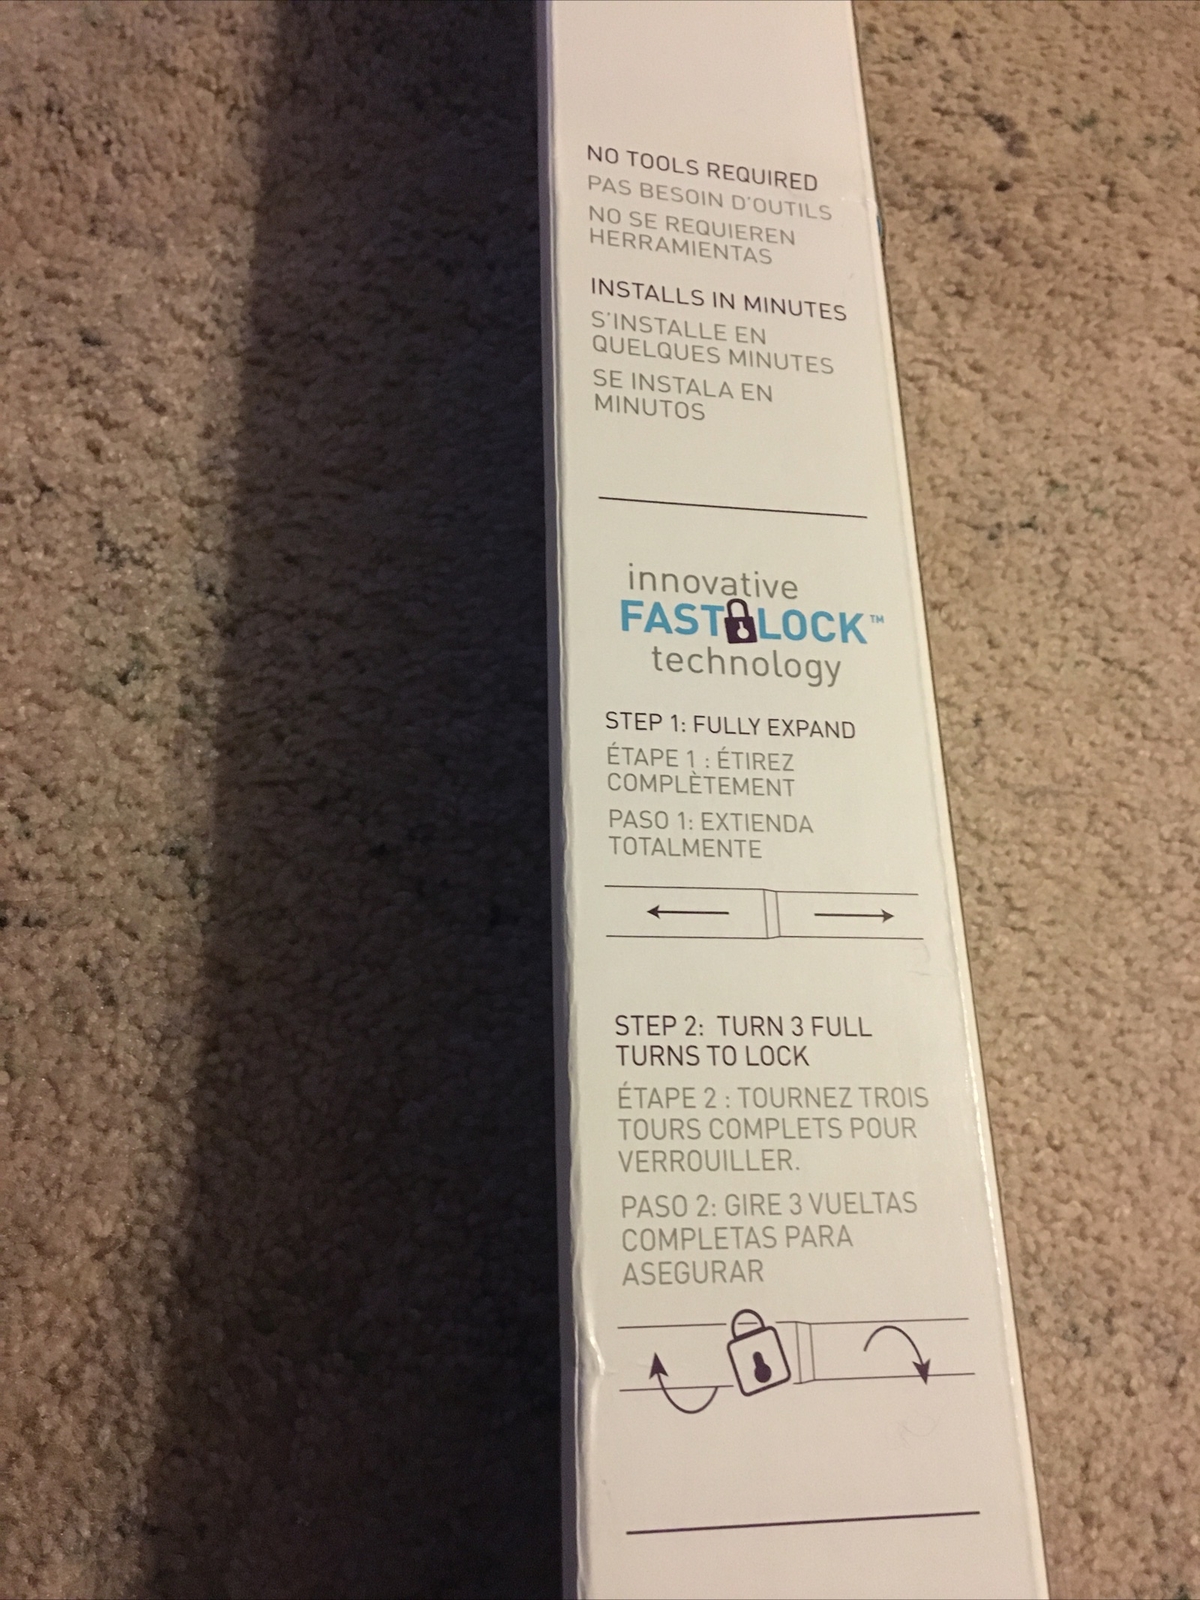 NO TOOLS REQUIRED
PAS BESOIN D'OUTILS
NO SE REQUIEREN
HERRAMIENTAS
INSTALLS IN MINUTES
S'INSTALLE EN
QUELQUES MINUTES
SE INSTALA EN
MINUTOS
innovative
FAST LOCK™
technology
STEP 1: FULLY EXPAND
ÉTAPE 1 : ÉTIREZ
COMPLÈTEMENT
PASO 1: EXTIENDA
TOTALMENTE
STEP 2: TURN 3 FULL
TURNS TO LOCK
ÉTAPE 2 : TOURNEZ TROIS
TOURS COMPLETS POUR
VERROUILLER.
PASO 2: GIRE 3 VUELTAS
COMPLETAS PARA
ASEGURAR